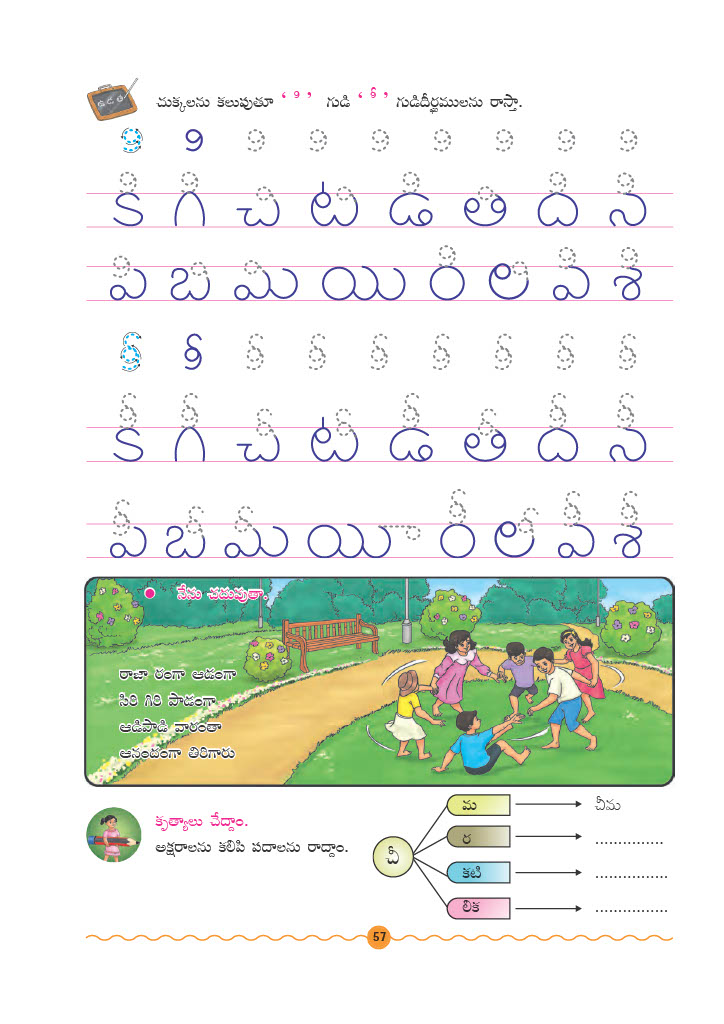 చుక్కలను కలుపుతూ ‘ ి ’ గుడి ‘ ీ ’ గుడిదీర్ఘములను రాస్తా.
ి ి ి ి ి ి ి ి ి
కి గి చి టి డి తి ది ని
పి బి మి యి రి లి వి శి
ీ ీ ీ ీ ీ ీ ీ ీ ీ
కీ గీ చీ టీ డీ తీ దీ నీ
పీ బీ మీ యీ రీ లీ వీ శీ
నేను చదువుతా.
రాజా రంగా ఆడంగా
సిరి గిరి పాడంగా
ఆడిపాడి వారంతా
ఆనందంగా తిరిగారు
కృత్యాలు చేద్దాం.
అక్షరాలను కలిపి పదాలను రాద్దాం.
చీ
మ చీమ
ర ...............
కటి ................
లిక ................
57